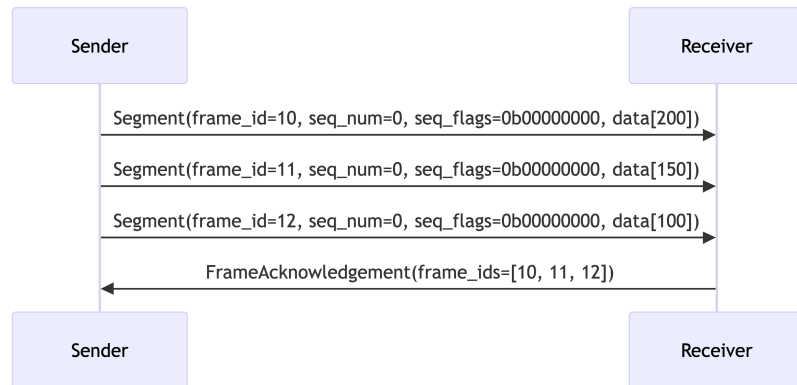 Sender
Receiver
Segment(frame_id=10, seq_num=0, seq_flags=0b00000000, data[200])
Segment(frame_id=11, seq_num=0, seq_flags=0b00000000, data[150])
Segment(frame_id=12, seq_num=0, seq_flags=0b00000000, data[100])
FrameAcknowledgement(frame_ids=[10, 11, 12])
Sender
Receiver